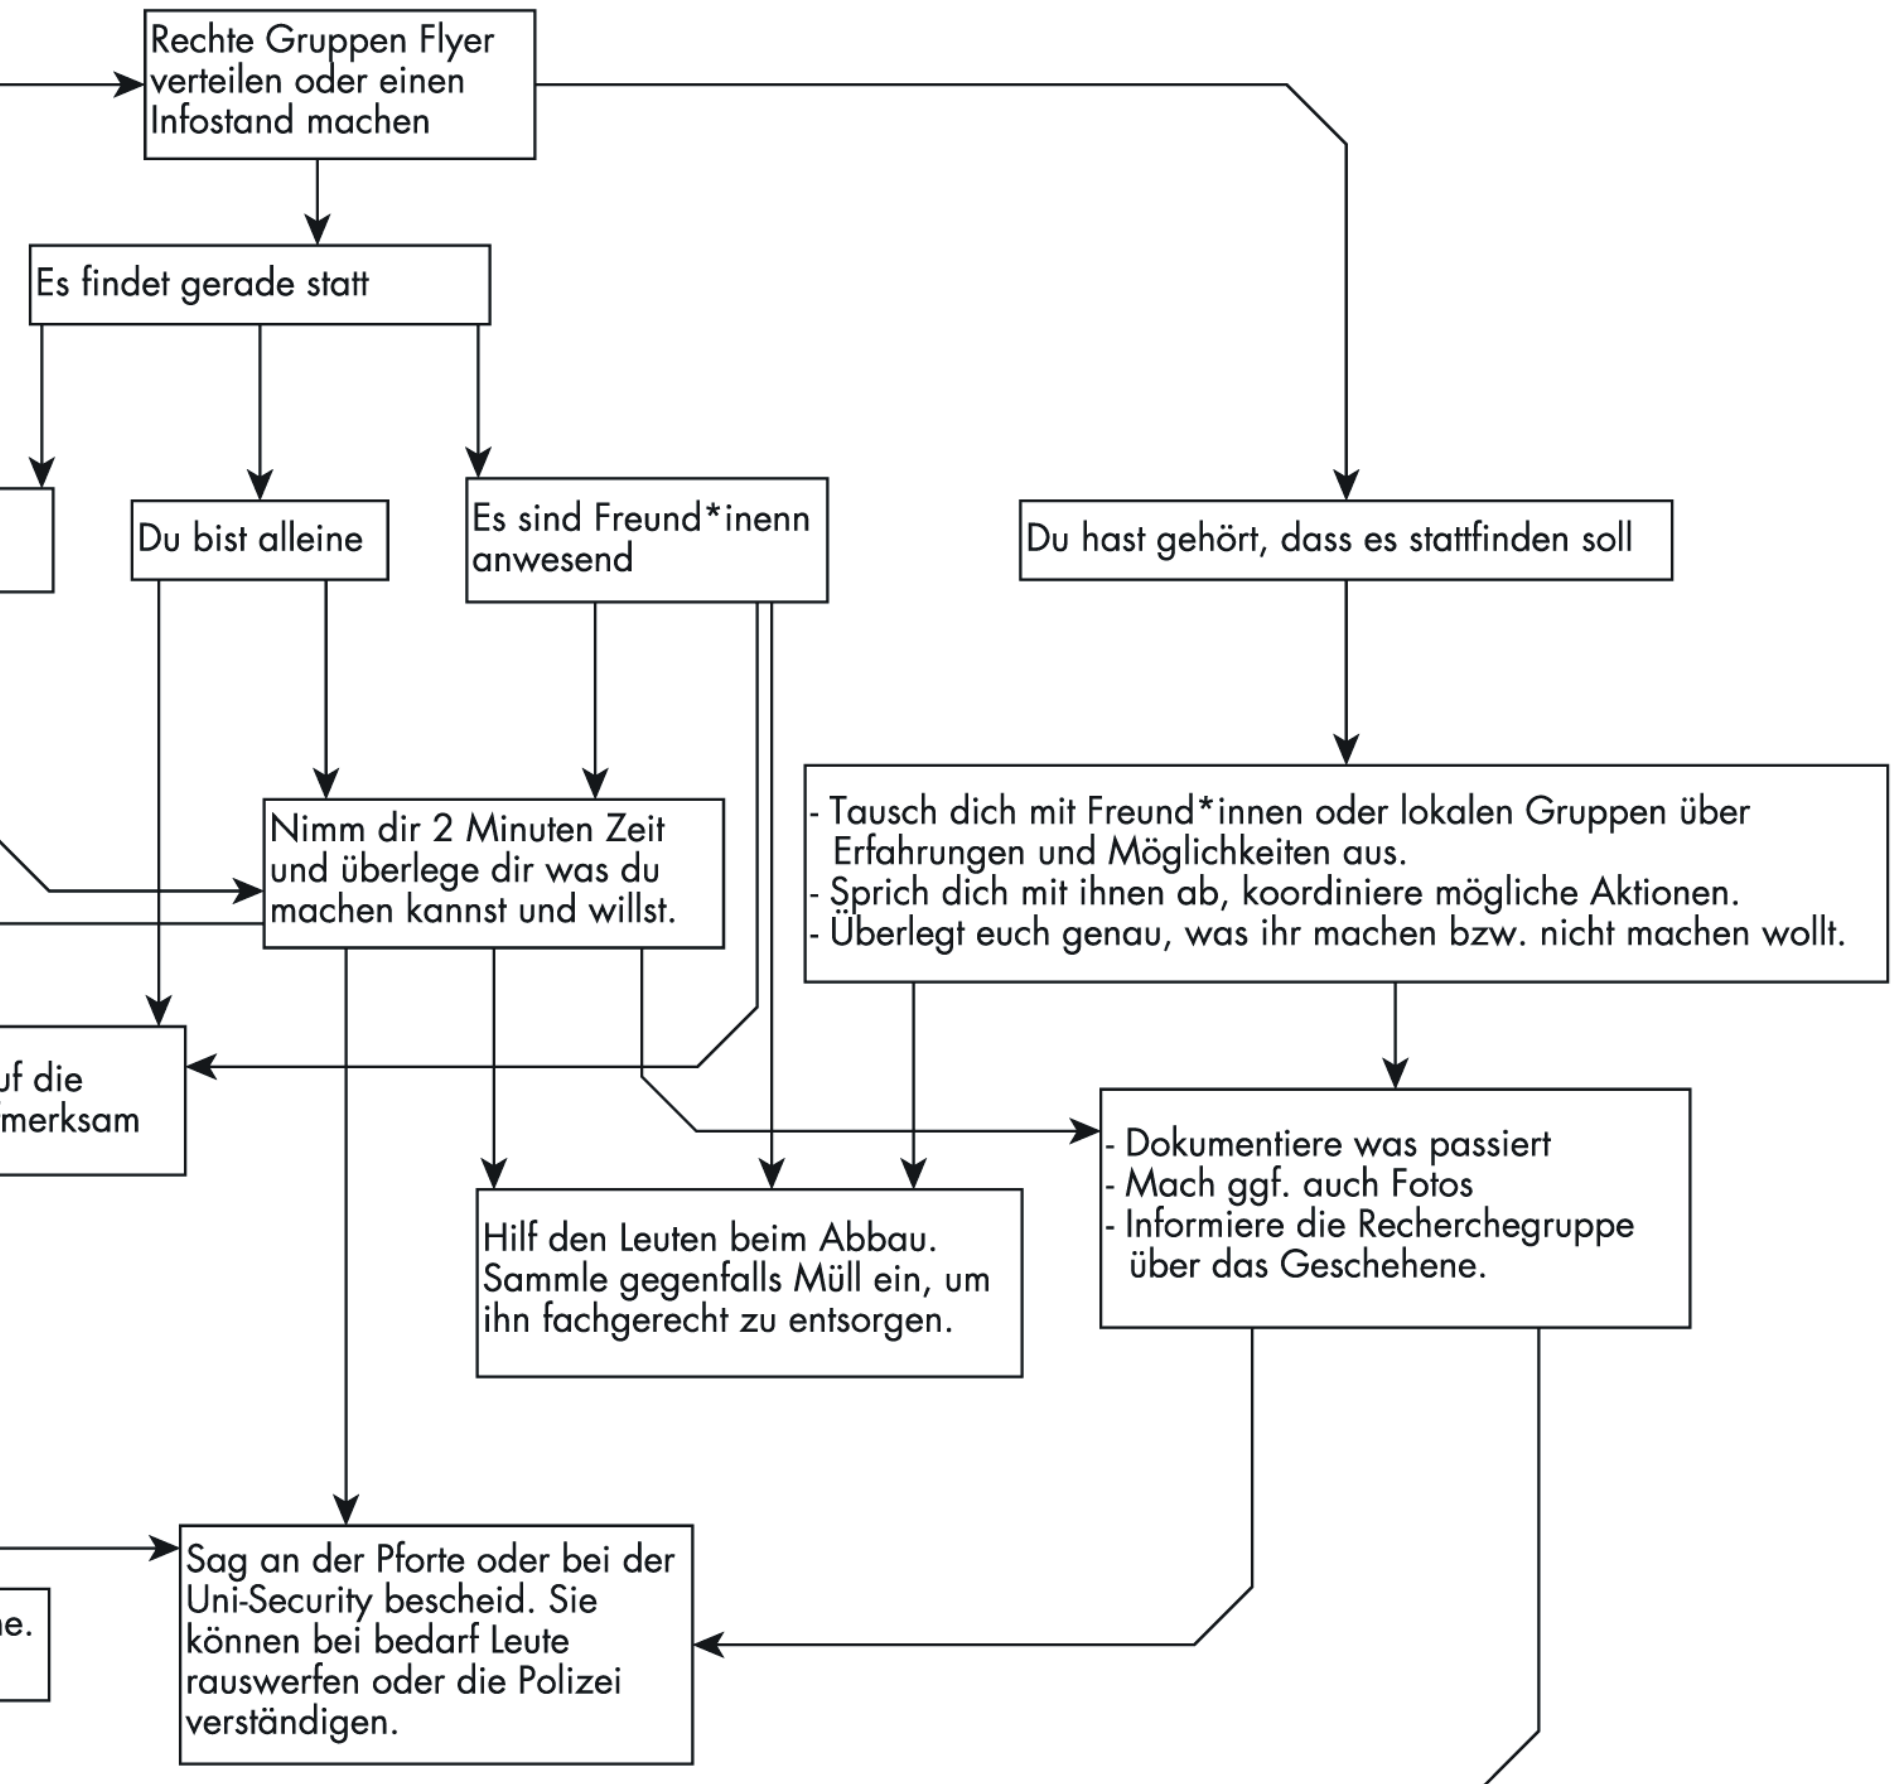 Rechte Gruppen Flyer
verteilen oder einen
Infostand machen
Es findet gerade statt
Du bist alleine
Es sind Freund*inenn
anwesend
Du hast gehört, dass es stattfinden soll
Nimm dir 2 Minuten Zeit
und überlege dir was du
machen kannst und willst.
- Tausch dich mit Freund*innen oder lokalen Gruppen über
Erfahrungen und Möglichkeiten aus.
- Sprich dich mit ihnen ab, koordiniere mögliche Aktionen.
- Überlegt euch genau, was ihr machen bzw. nicht machen wollt.
uf die
merksam
- Dokumentiere was passiert
- Mach ggf. auch Fotos
- Informiere die Recherchegruppe
über das Geschehene.
Hilf den Leuten beim Abbau.
Sammle gegenfalls Müll ein, um
ihn fachgerecht zu entsorgen.
Sag an der Pforte oder bei der
Uni-Security bescheid. Sie
können bei bedarf Leute
rauswerfen oder die Polizei
verständigen.
e.